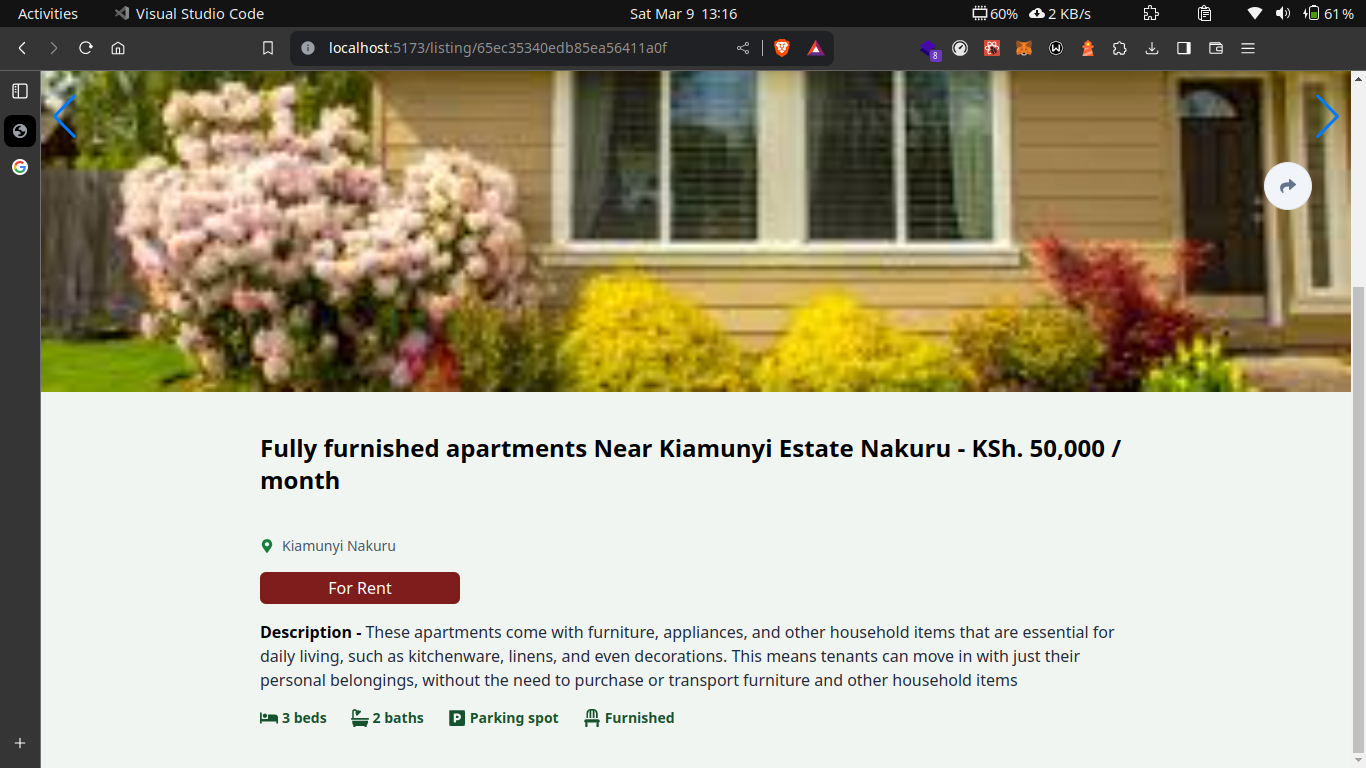 Activities Visual Studio Code Sat Mar 9 13:16 60% 2 KB/s 61 %
localhost:5173/listing/65ec35340edb85ea56411a0f 8
Fully furnished apartments Near Kiamunyi Estate Nakuru - KSh. 50,000 /
month
Kiamunyi Nakuru
For Rent
Description - These apartments come with furniture, appliances, and other household items that are essential for
daily living, such as kitchenware, linens, and even decorations. This means tenants can move in with just their
personal belongings, without the need to purchase or transport furniture and other household items
3 beds 2 baths Parking spot Furnished